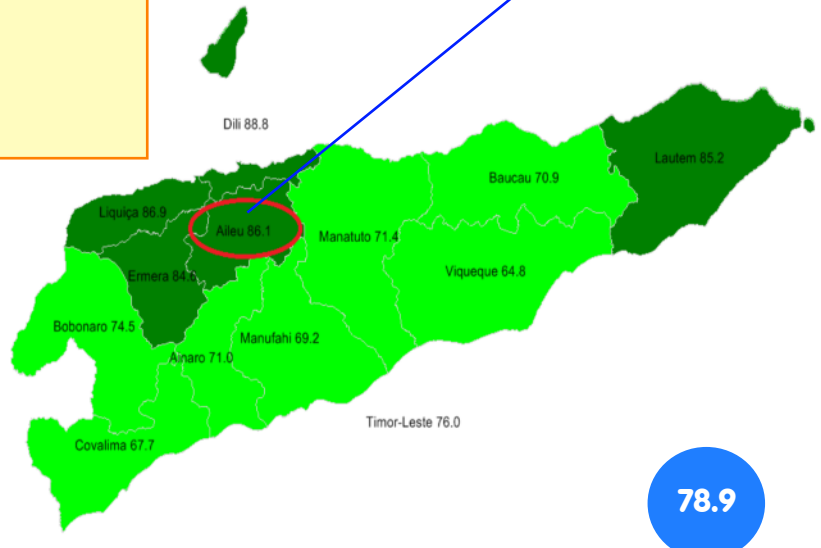 Dili 88.8
Lautem 85.2
Baucau 70.9
Liquiça 86.9
Aileu 86.1
Manatuto 71.4
Viqueque 64.8
Ermera 84.6
Bobonaro 74.5
Manufahi 69.2
Ainaro 71.0
Timor-Leste 76.0
Covalima 67.7
78.9